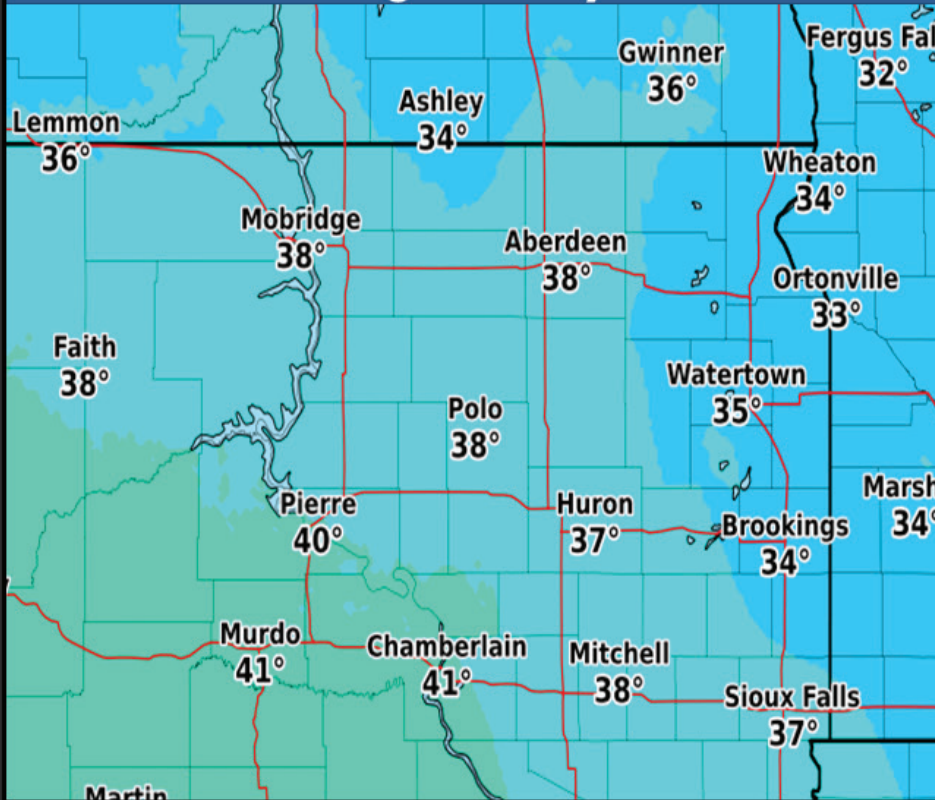 Gwinner
36°
Fergus Fal
32°
Ashley
34°
Lemmon
36°
Wheaton
34°
Mobridge
38°
Aberdeen
38°
Ortonville
33°
Faith
38°
Watertown
35°
Polo
38°
Pierre
40°
Huron
37°
Marsh
34°
Brookings
34°
Murdo
41°
Chamberlain
41°
Mitchell
38°
Sioux Falls
37°
Martin